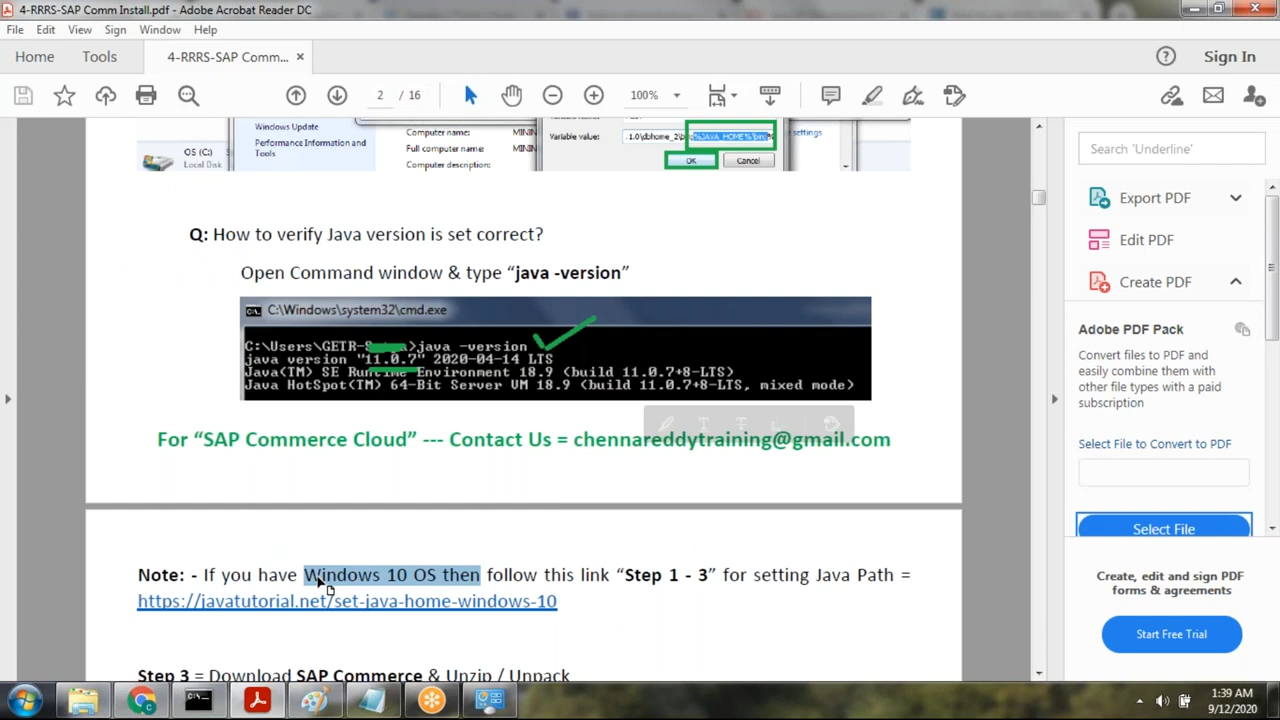 4-RRRS-SAP Comm Install.pdf - Adobe Acrobat Reader DC
File Edit View Sign Window Help
Home Tools 4-RRRS-SAP Comm... × Sign In
2 / 16 100%
Windows Update
Performance Information and
Tools
OS (C:)
Local Disk
Computer name:
Full computer name:
Computer description:
MININ
MININ
Variable value:
1.0\dbhome_2\b
%JAVA_HOME%\bin
settings
OK Cancel
Q: How to verify Java version is set correct?
Open Command window & type “java -version”
C:\Windows\system32\cmd.exe
>java -version
java version "11.0.7" 2020-04-14 LTS
Java(TM) SE Runtime Environment 18.9 (build 11.0.7+8-LTS)
Java HotSpot(TM) 64-Bit Server VM 18.9 (build 11.0.7+8-LTS, mixed mode)
For “SAP Commerce Cloud” --- Contact Us = chennareddytraining@gmail.com
Note: - If you have Windows 10 OS then follow this link “Step 1 - 3” for setting Java Path =
https://javatutorial.net/set-java-home-windows-10
Step 3 = Download SAP Commerce & Unzip / Unpack
Search 'Underline'
Export PDF
Edit PDF
Create PDF
Adobe PDF Pack
Convert files to PDF and
easily combine them with
other file types with a paid
subscription
Select File to Convert to PDF
Select File
Create, edit and sign PDF
forms & agreements
Start Free Trial
1:39 AM
9/12/2020